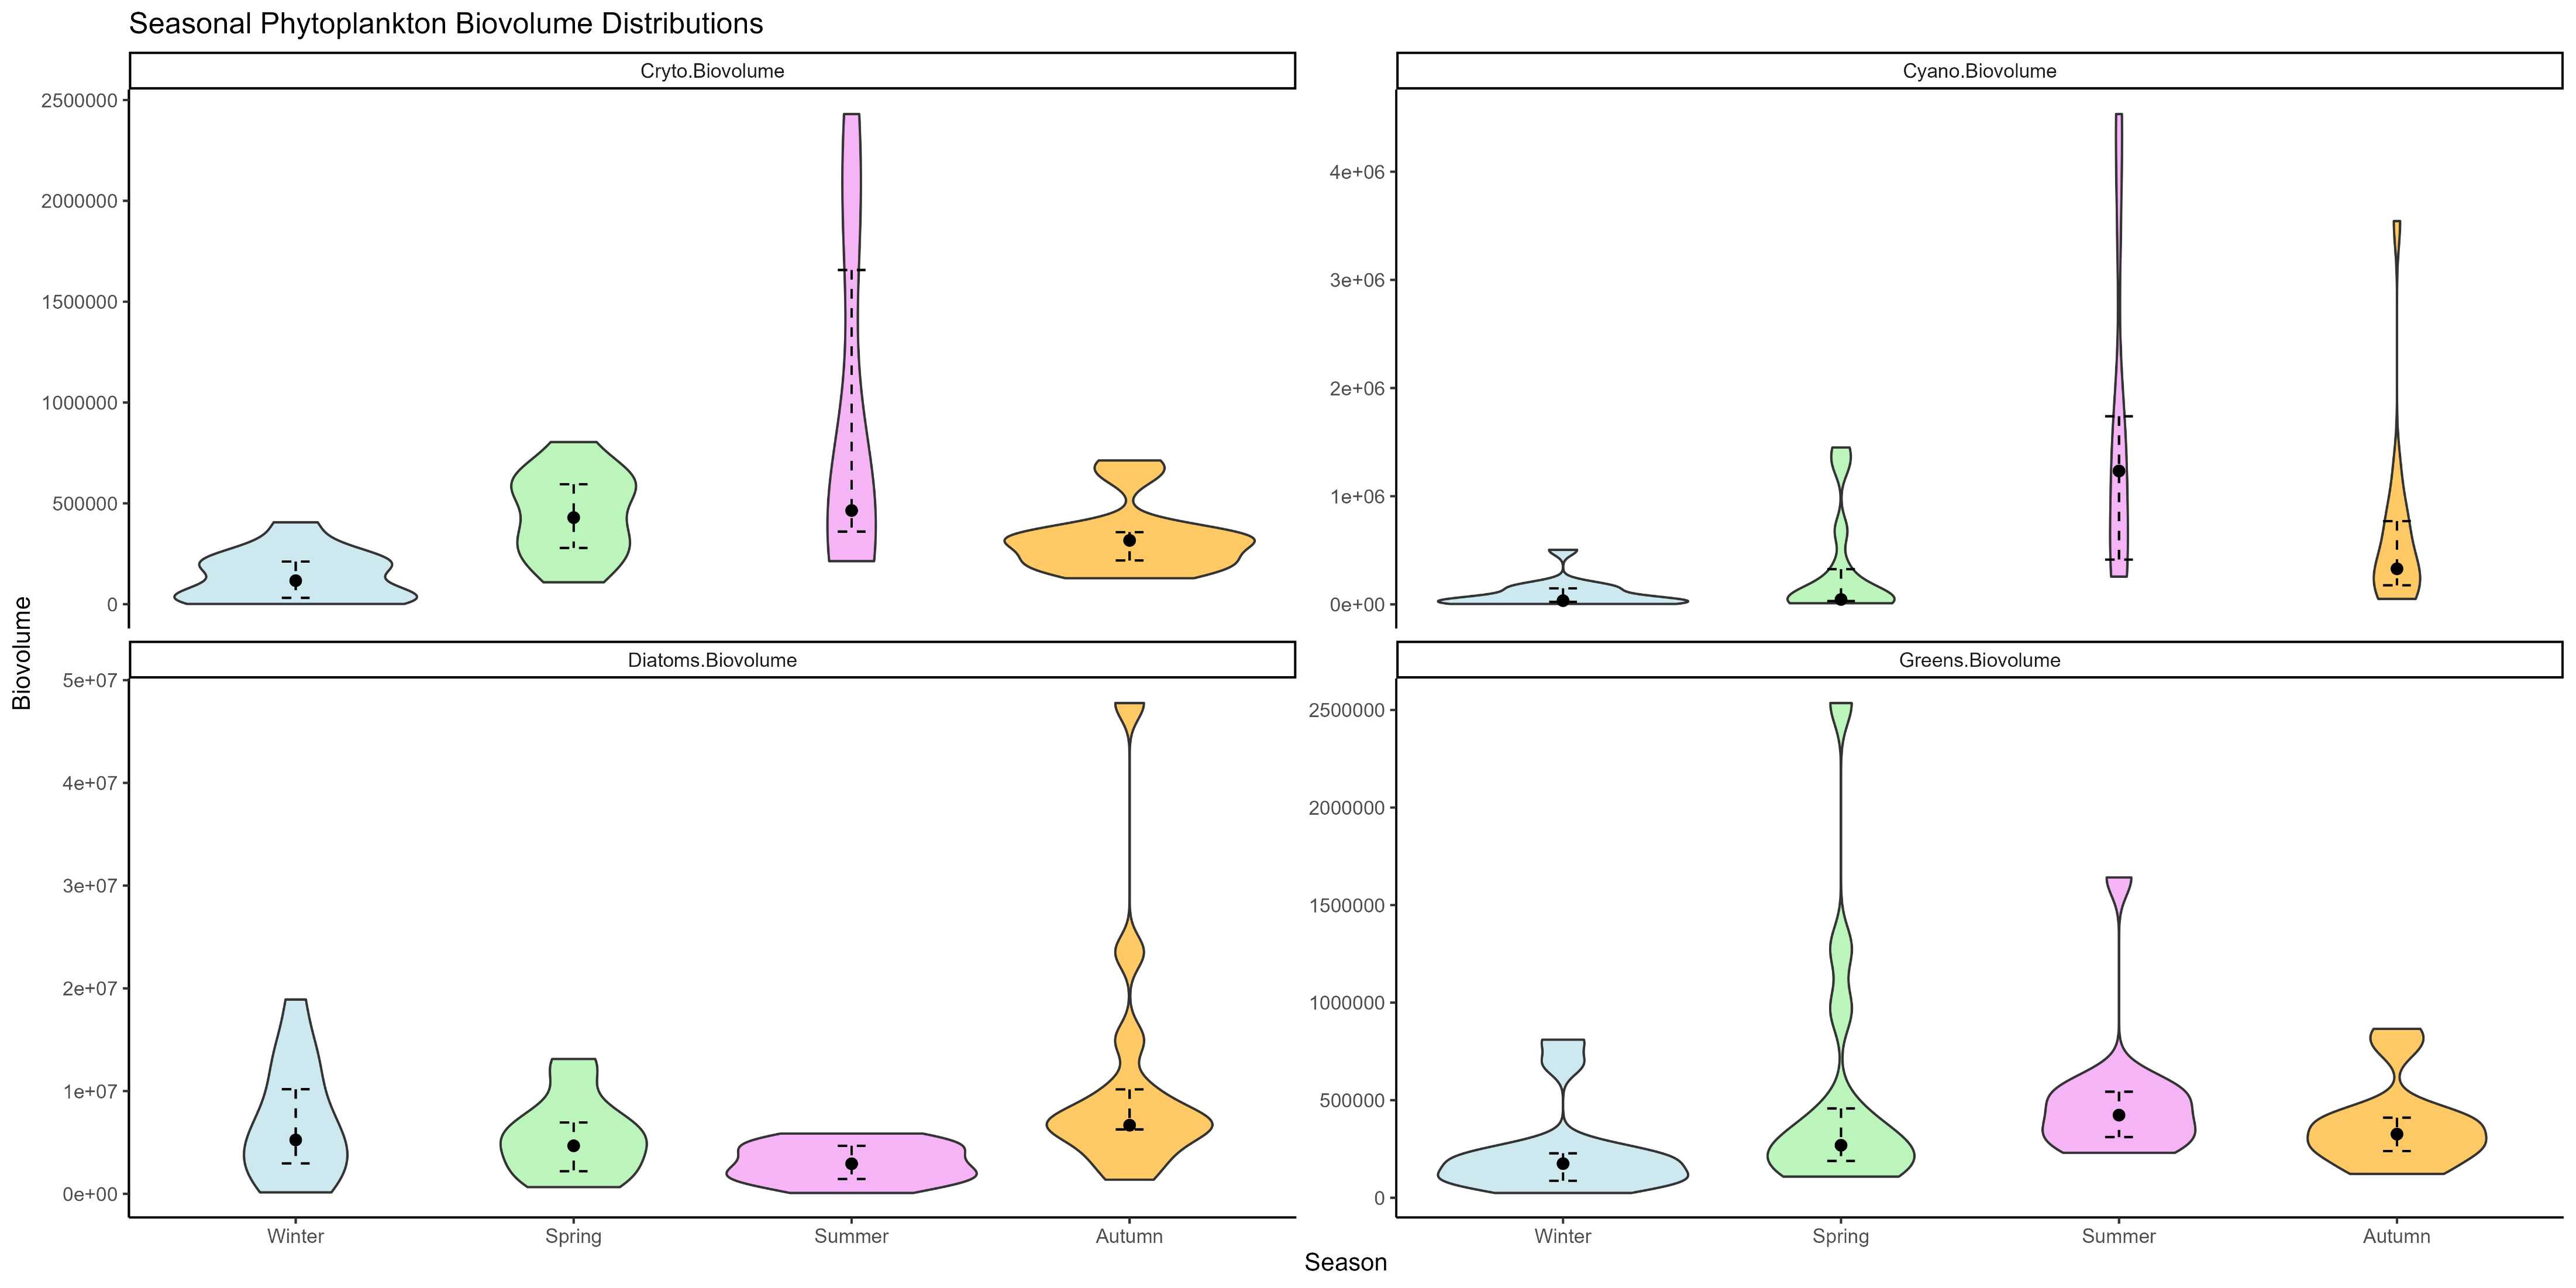 Seasonal Phytoplankton Biovolume Distributions
Cryto.Biovolume
Cyano.Biovolume
2500000
2000000
1500000
1000000
500000
0
4e+06
3e+06
2e+06
1e+06
0e+00
Biovolume
Diatoms.Biovolume
Greens.Biovolume
5e+07
4e+07
3e+07
2e+07
1e+07
0e+00
2500000
2000000
1500000
1000000
500000
0
Winter Spring Summer Autumn
Winter Spring Summer Autumn
Season